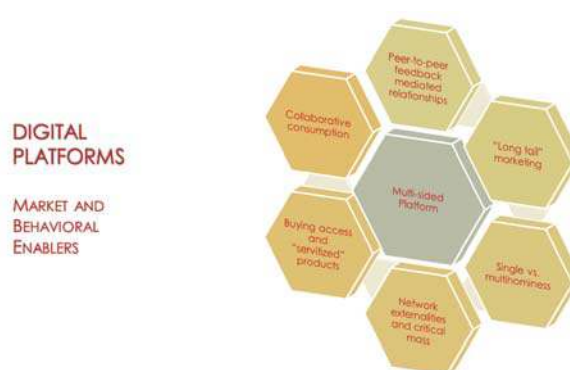 DIGITAL
PLATFORMS
MARKET AND
BEHAVIORAL
ENABLERS
Peer-to-peer
feedback
mediated
relationships
Collaborative
consumption
"Long tail"
marketing
Multi-sided
Platform
Buying access
and
"servitized"
products
Single vs.
multihominess
Network
externalities
and critical
mass